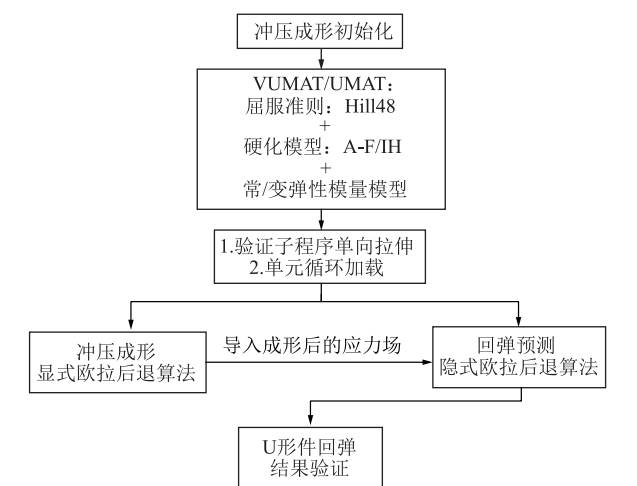 冲压成形初始化
VUMAT/UMAT：
屈服准则：Hill48
+
硬化模型：A-F/IH
+
常/变弹性模量模型
1.验证子程序单向拉伸
2.单元循环加载
冲压成形
显式欧拉后退算法
导入成形后的应力场
回弹预测
隐式欧拉后退算法
U形件回弹
结果验证